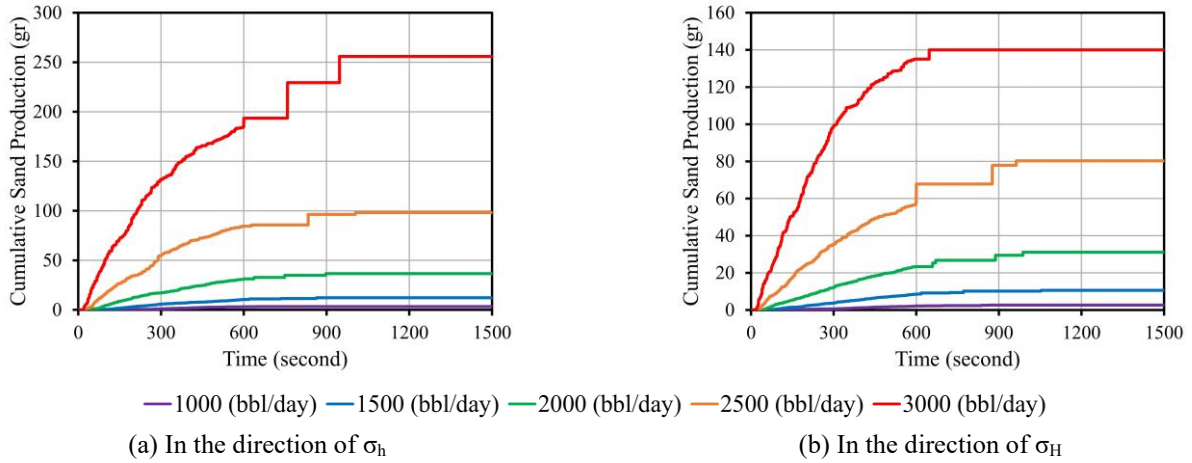 Cumulative Sand Production (gr)
300
250
200
150
100
50
0
0 300 600 900 1200 1500
Time (second)
Cumulative Sand Production (gr)
160
140
120
100
80
60
40
20
0
0 300 600 900 1200 1500
Time (second)
1000 (bbl/day) 1500 (bbl/day) 2000 (bbl/day) 2500 (bbl/day) 3000 (bbl/day)
(a) In the direction of σh
(b) In the direction of σH